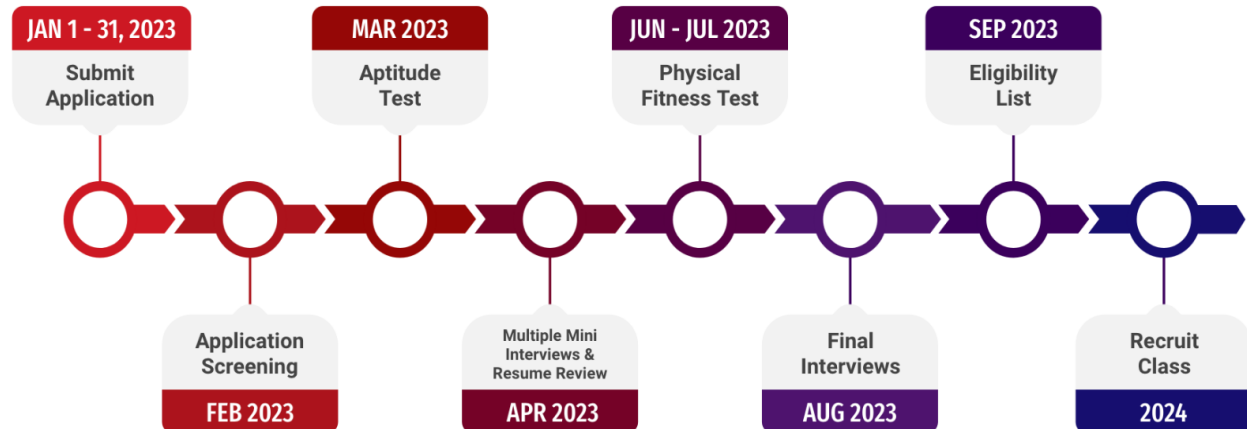 JAN 1 - 31, 2023
Submit
Application
Application
Screening
FEB 2023
MAR 2023
Aptitude
Test
Multiple Mini
Interviews &
Resume Review
APR 2023
JUN - JUL 2023
Physical
Fitness Test
Final
Interviews
AUG 2023
SEP 2023
Eligibility
List
Recruit
Class
2024